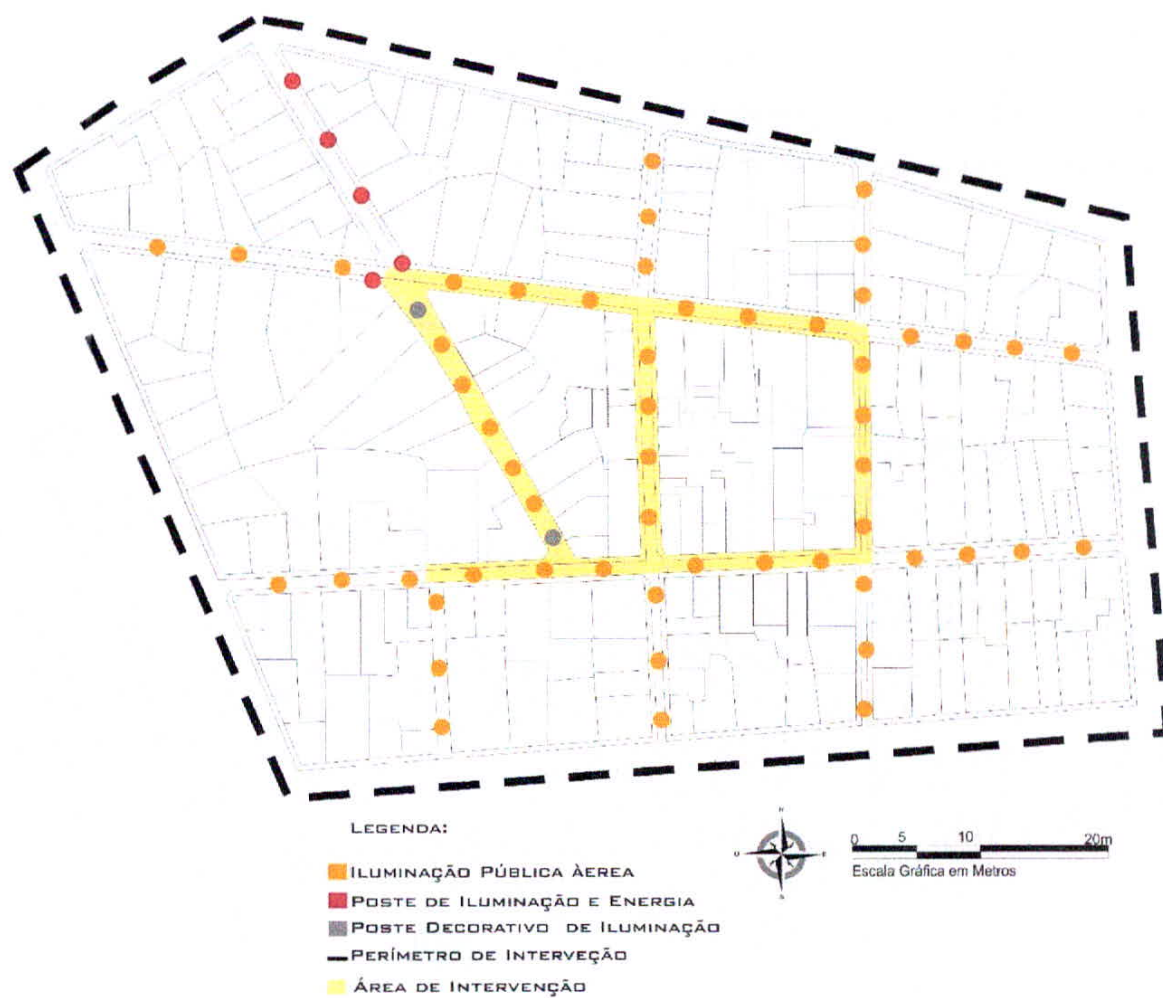 LEGENDA:
ILUMINAÇÃO PÚBLICA ÀEREA
POSTE DE ILUMINAÇÃO E ENERGIA
POSTE DECORATIVO DE ILUMINAÇÃO
PERÍMETRO DE INTERVEÇÃO
ÁREA DE INTERVENÇÃO
0 5 10 20m
Escala Gráfica em Metros